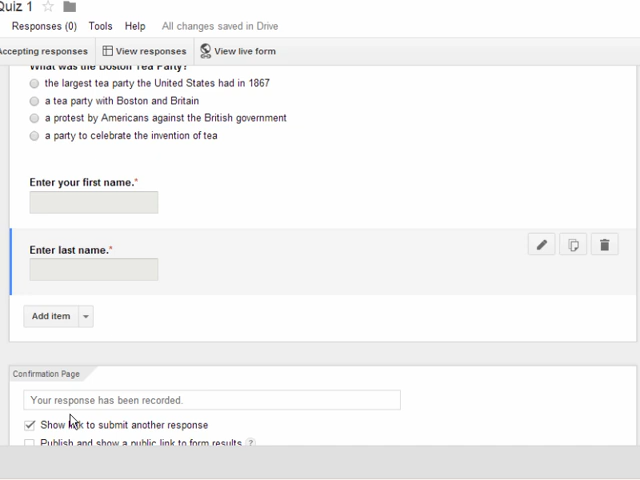 Quiz 1
Responses (0) Tools Help All changes saved in Drive
Accepting responses View responses View live form
What was the Boston Tea Party?
the largest tea party the United States had in 1867
a tea party with Boston and Britain
a protest by Americans against the British government
a party to celebrate the invention of tea
Enter your first name.*
Enter last name.*
Add item
Confirmation Page
Your response has been recorded.
Show link to submit another response
Publish and show a public link to form results ?